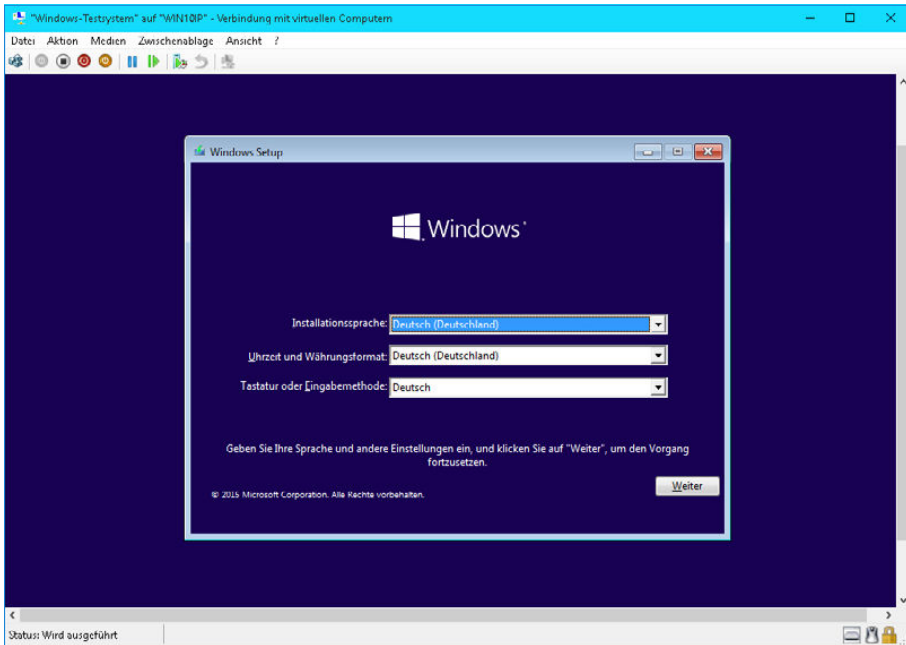 "Windows-Testsystem" auf "WIN10IP" - Verbindung mit virtuellen Computern
Datei Aktion Medien Zwischenablage Ansicht ?
Windows Setup
Windows
Installationssprache: Deutsch (Deutschland)
Uhrzeit und Währungsformat: Deutsch (Deutschland)
Tastatur oder Eingabemethode: Deutsch
Geben Sie Ihre Sprache und andere Einstellungen ein, und klicken Sie auf "Weiter", um den Vorgang
fortzusetzen.
Weiter
© 2015 Microsoft Corporation. Alle Rechte vorbehalten.
Status: Wird ausgeführt